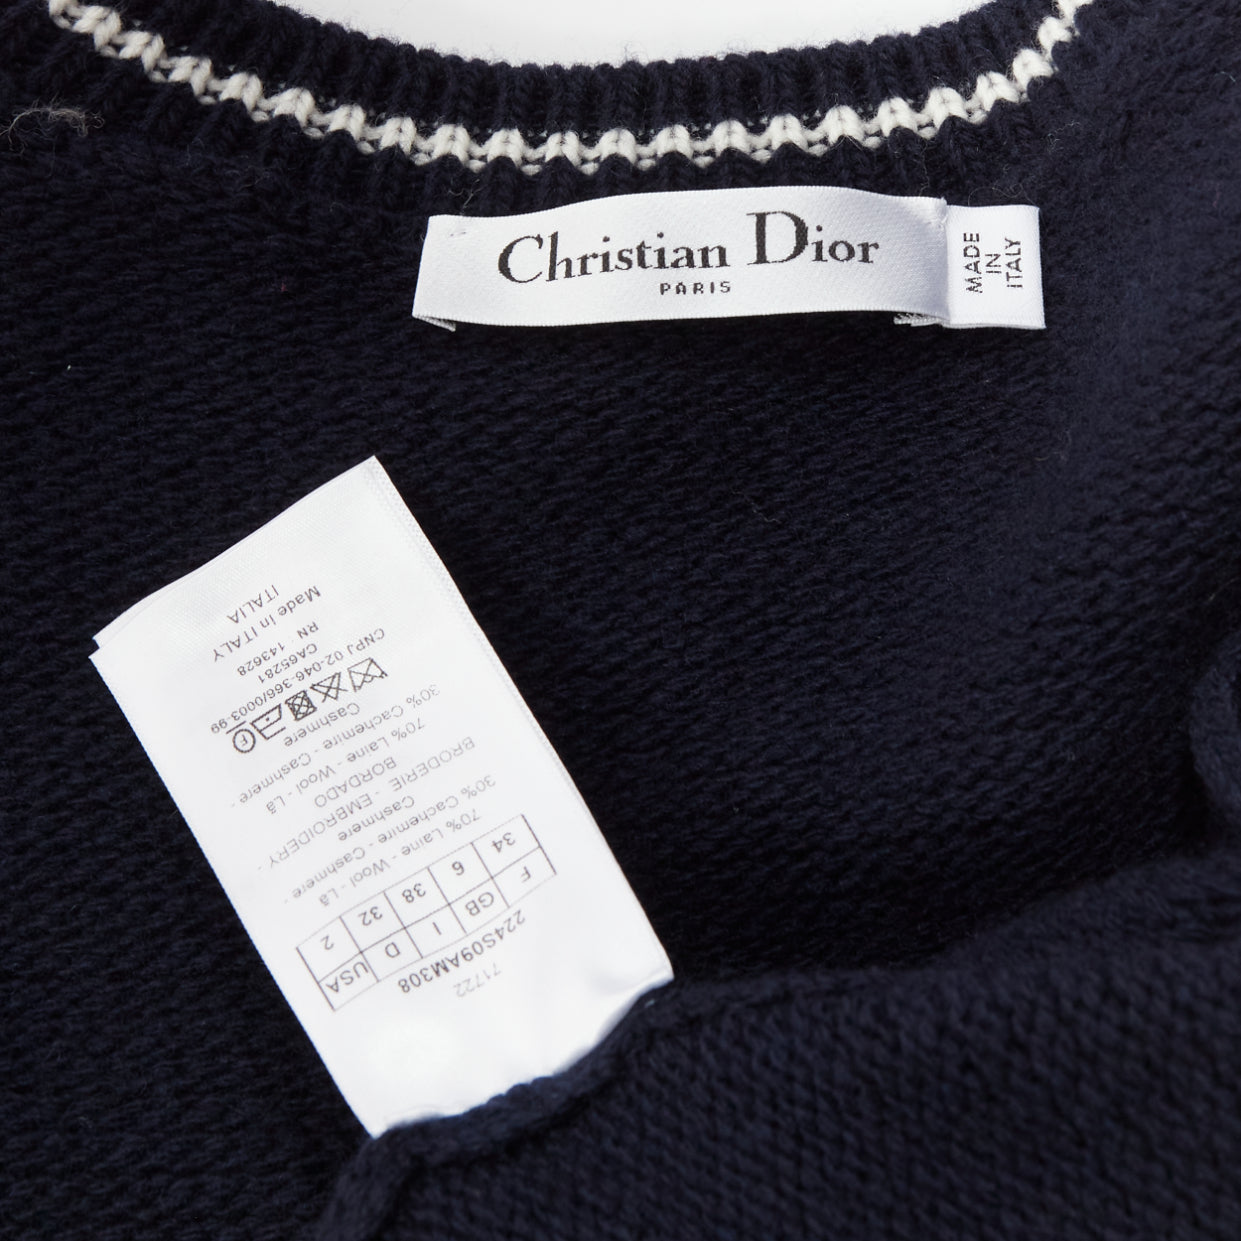 Christian Dior
PARIS
MADE
IN
ITALY
71722
224S09AM308
F GB I D USA
34 6 38 32 2
70% Laine - Wool - Lã
30% Cachemire - Cashmere -
Cashmere
BRODERIE - EMBROIDERY -
BORDADO
70% Laine - Wool - Lã
30% Cachemire - Cashmere -
Cashmere
F
CNPJ 02-046-366/0003-99
CA65281
RN : 143628
Made in ITALY
ITALIA